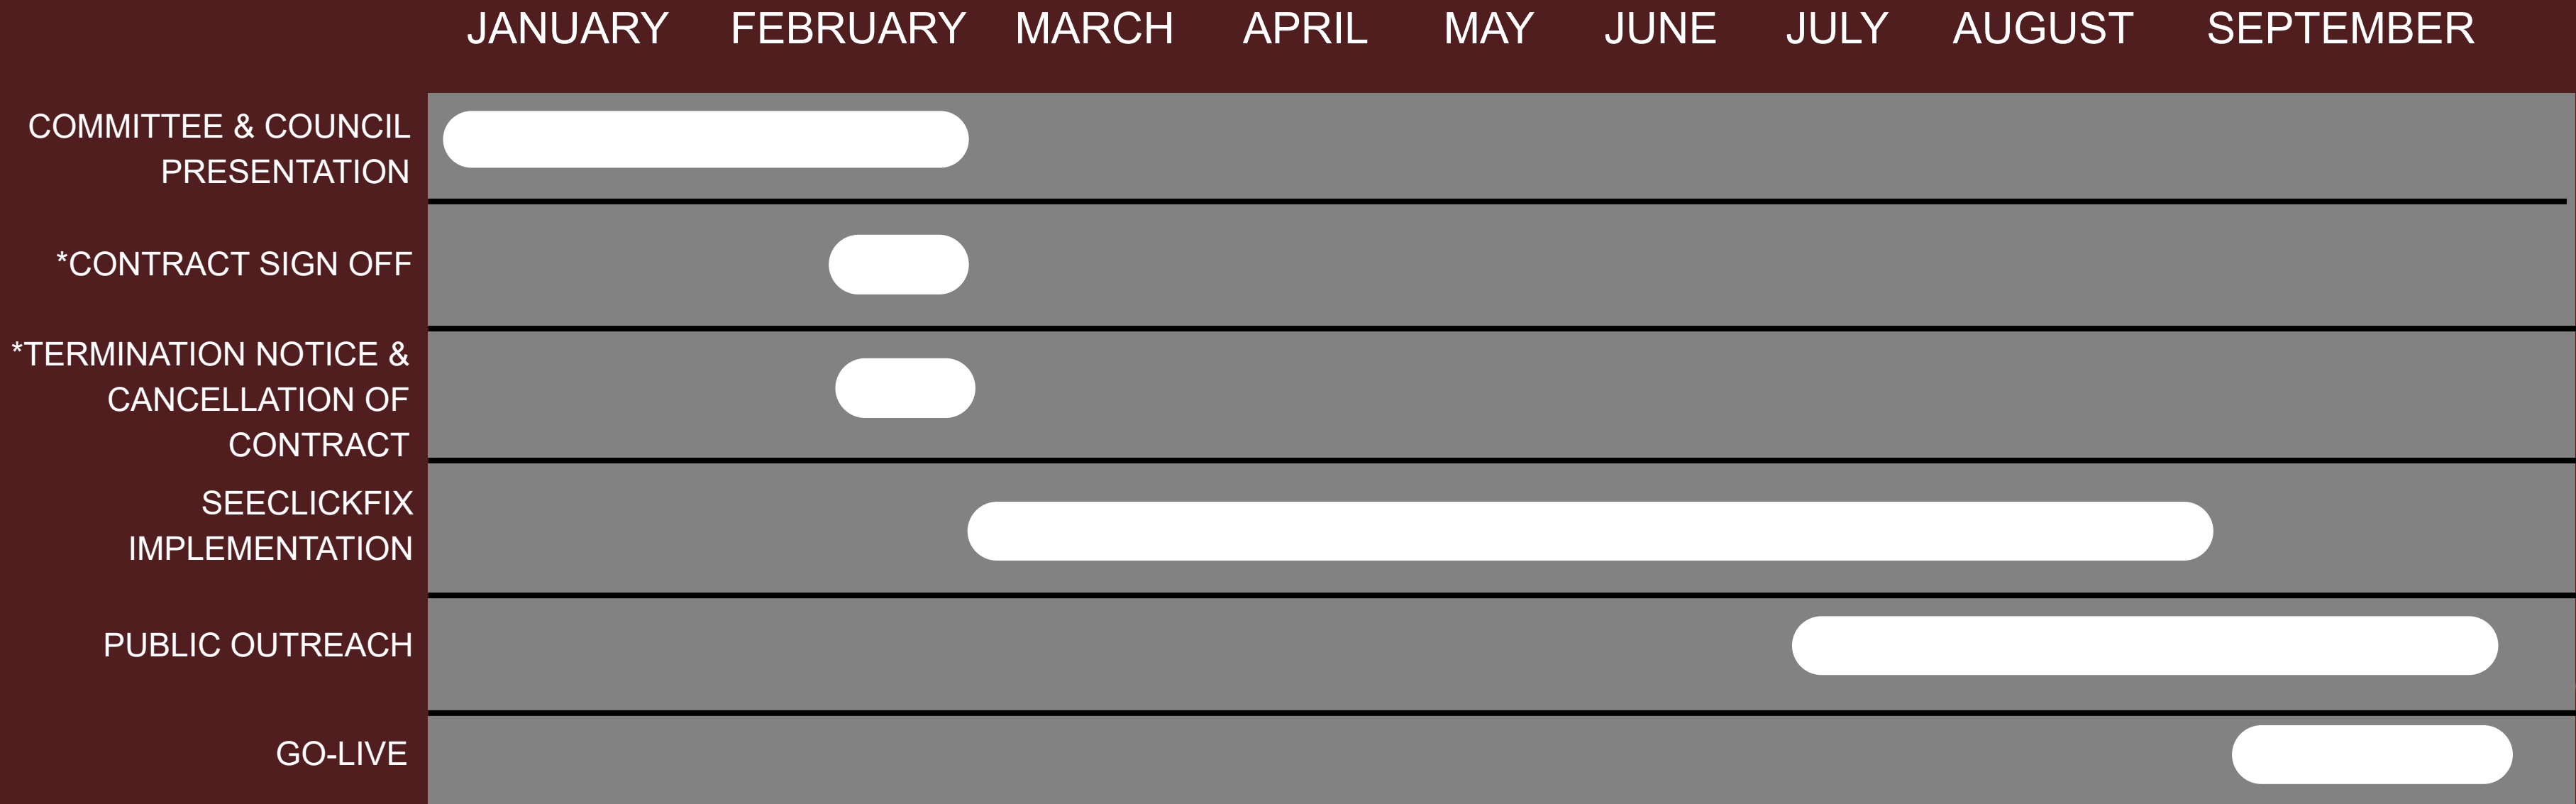 JANUARY FEBRUARY MARCH APRIL MAY JUNE JULY AUGUST SEPTEMBER
COMMITTEE & COUNCIL
PRESENTATION
*CONTRACT SIGN OFF
*TERMINATION NOTICE &
CANCELLATION OF
CONTRACT
SEECLICKFIX
IMPLEMENTATION
PUBLIC OUTREACH
GO-LIVE